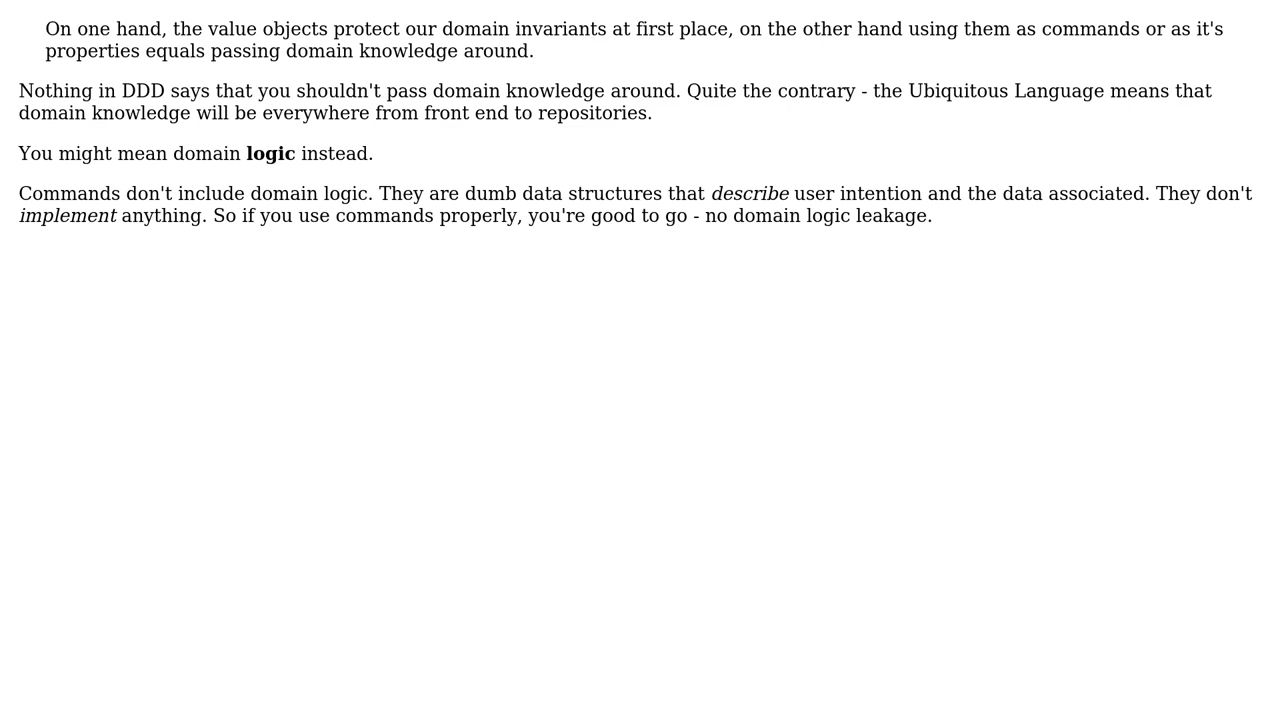 On one hand, the value objects protect our domain invariants at first place, on the other hand using them as commands or as it's
properties equals passing domain knowledge around.
Nothing in DDD says that you shouldn't pass domain knowledge around. Quite the contrary - the Ubiquitous Language means that
domain knowledge will be everywhere from front end to repositories.
You might mean domain logic instead.
Commands don't include domain logic. They are dumb data structures that describe user intention and the data associated. They don't
implement anything. So if you use commands properly, you're good to go - no domain logic leakage.